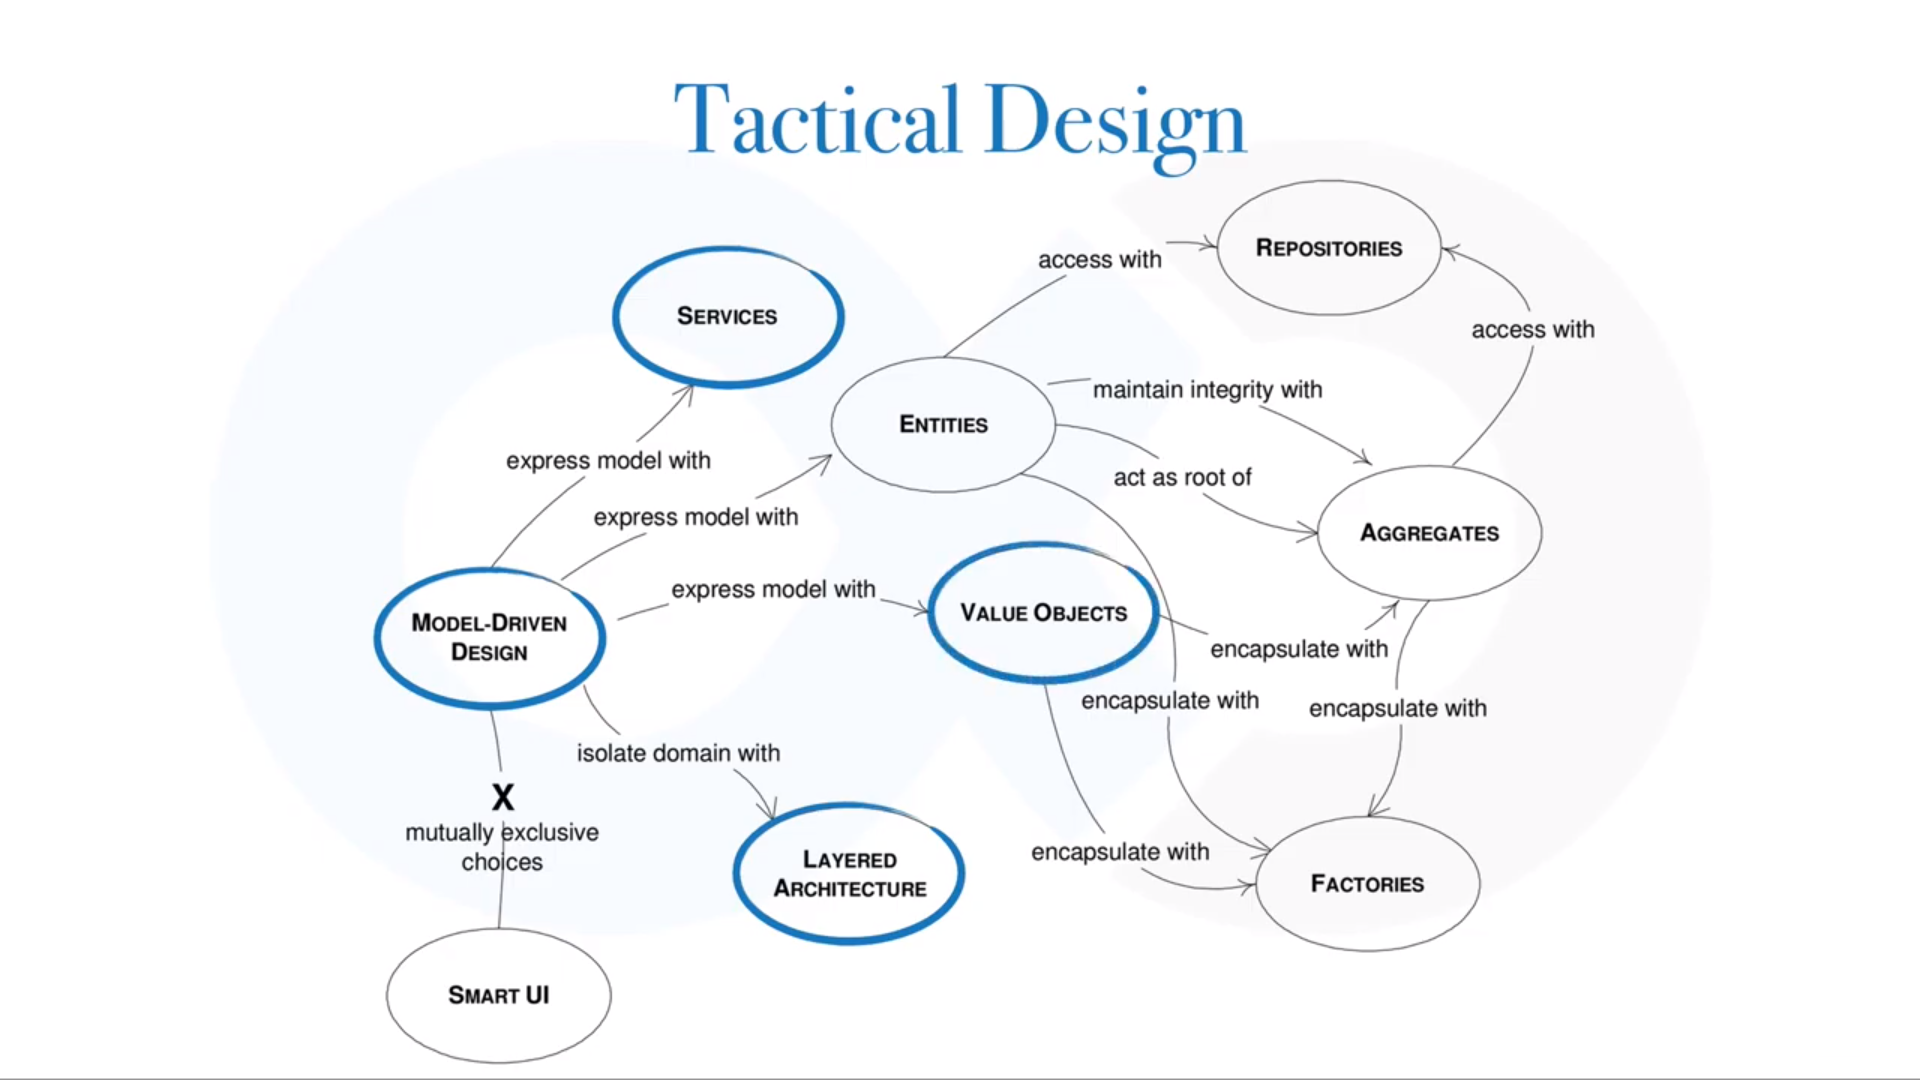 Tactical Design
REPOSITORIES
access with
SERVICES
access with
maintain integrity with
ENTITIES
express model with
act as root of
express model with
AGGREGATES
express model with
VALUE OBJECTS
MODEL-DRIVEN
DESIGN
encapsulate with
encapsulate with
encapsulate with
isolate domain with
X
mutually exclusive
choices
encapsulate with
LAYERED
ARCHITECTURE
FACTORIES
SMART UI